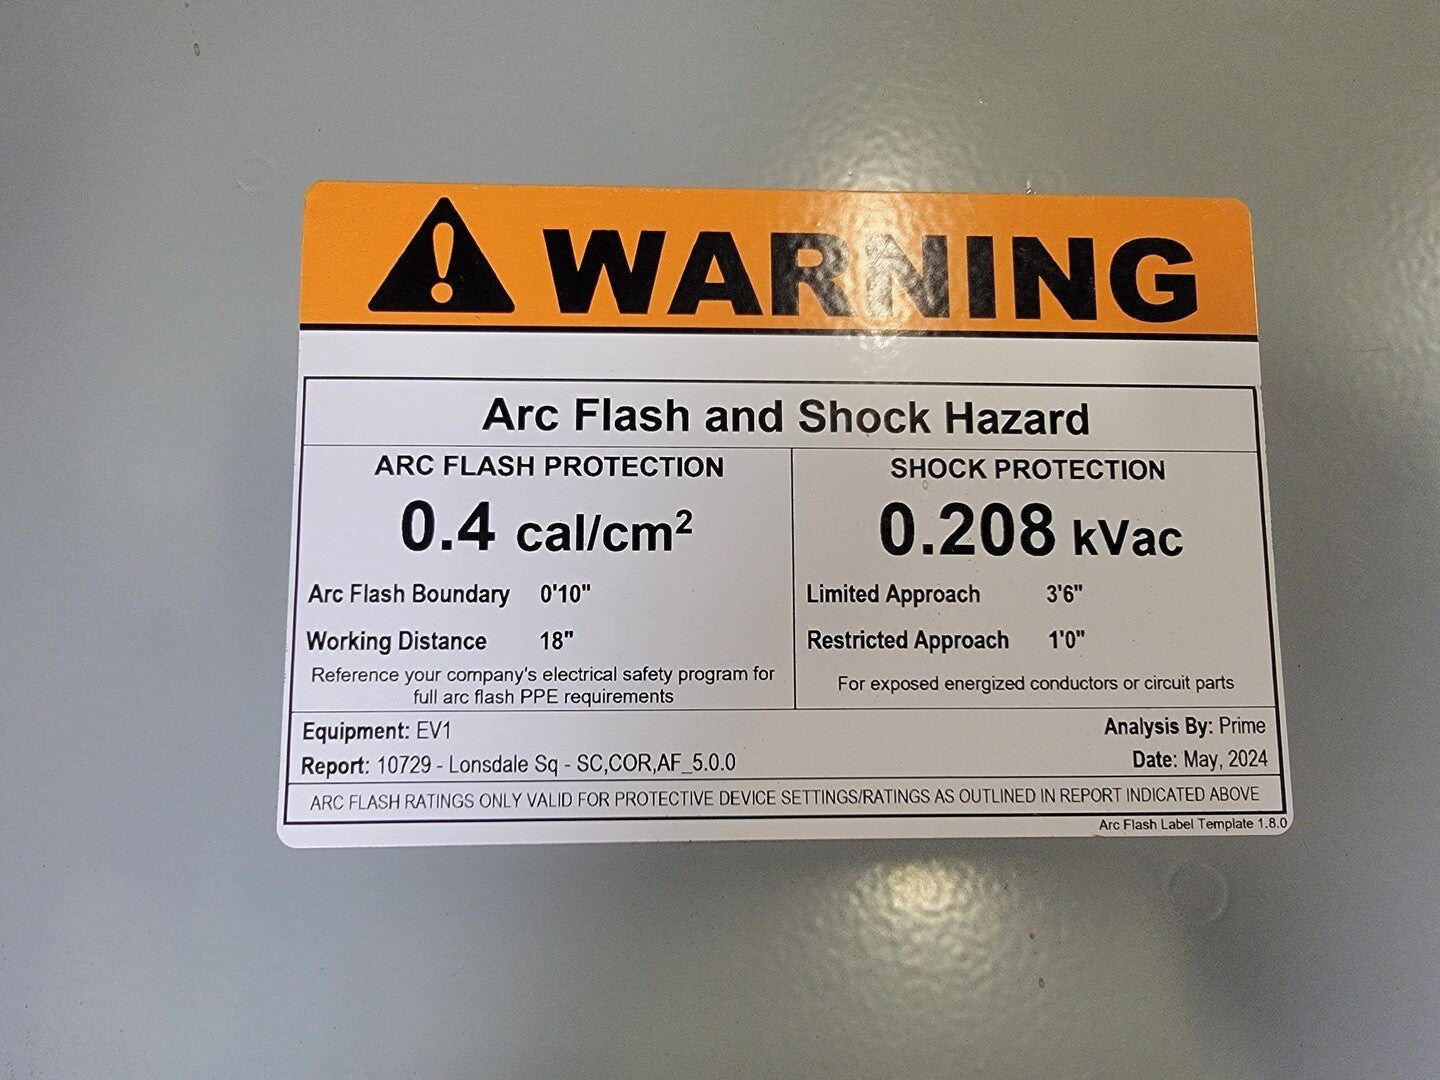 WARNING
Arc Flash and Shock Hazard
ARC FLASH PROTECTION
0.4 cal/cm²
Arc Flash Boundary 0'10"
Working Distance 18"
Reference your company's electrical safety program for
full arc flash PPE requirements
SHOCK PROTECTION
0.208 kVac
Limited Approach 3'6"
Restricted Approach 1'0"
For exposed energized conductors or circuit parts
Equipment: EV1
Report: 10729 - Lonsdale Sq - SC,COR,AF_5.0.0
Analysis By: Prime
Date: May, 2024
ARC FLASH RATINGS ONLY VALID FOR PROTECTIVE DEVICE SETTINGS/RATINGS AS OUTLINED IN REPORT INDICATED ABOVE
Arc Flash Label Template 1.8.0